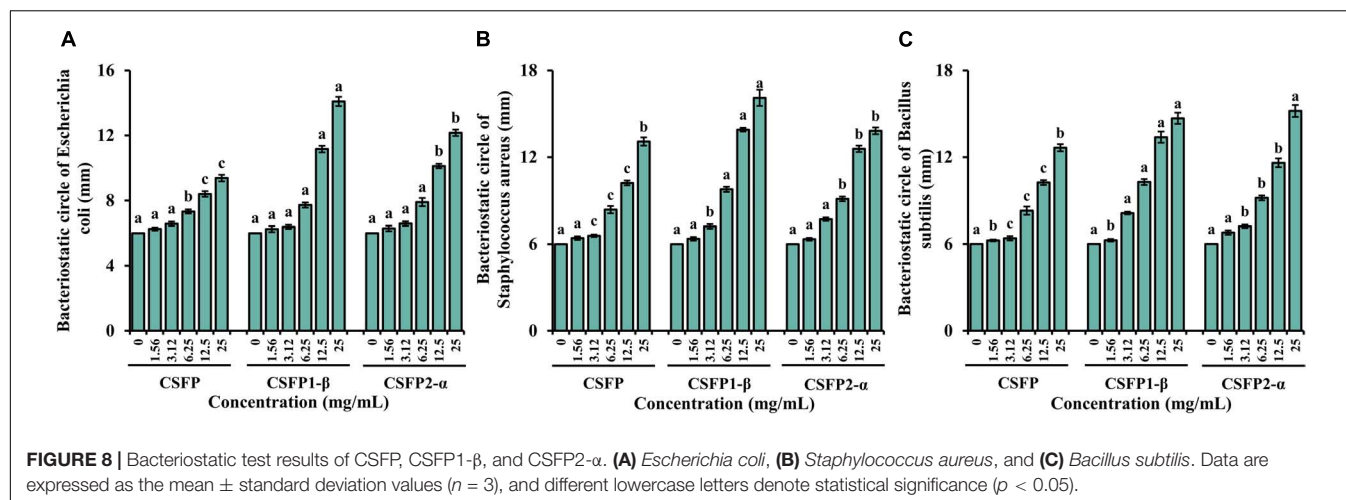 A
Bacteriostatic circle of Escherichia
coli (mm)
16
12
8
4
0
a a a b c c
a a a a a a
a a a a b b
0 1.56 3.12 6.25 12.5 25
0 1.56 3.12 6.25 12.5 25
0 1.56 3.12 6.25 12.5 25
CSFP CSFP1-β CSFP2-α
Concentration (mg/mL)
B
Bacteriostatic circle of
Staphylococcus aureus (mm)
18
12
6
0
a a c c c b
a a b a a a
a a a b b b
0 1.56 3.12 6.25 12.5 25
0 1.56 3.12 6.25 12.5 25
0 1.56 3.12 6.25 12.5 25
CSFP CSFP1-β CSFP2-α
Concentration (mg/mL)
C
Bacteriostatic circle of Bacillus
subtilis (mm)
18
12
6
0
a b c c c b
a b a a a a
a a b b b a
0 1.56 3.12 6.25 12.5 25
0 1.56 3.12 6.25 12.5 25
0 1.56 3.12 6.25 12.5 25
CSFP CSFP1-β CSFP2-α
Concentration (mg/mL)
FIGURE 8 | Bacteriostatic test results of CSFP, CSFP1-β, and CSFP2-α. (A) Escherichia coli, (B) Staphylococcus aureus, and (C) Bacillus subtilis. Data are
expressed as the mean ± standard deviation values (n = 3), and different lowercase letters denote statistical significance (p < 0.05).